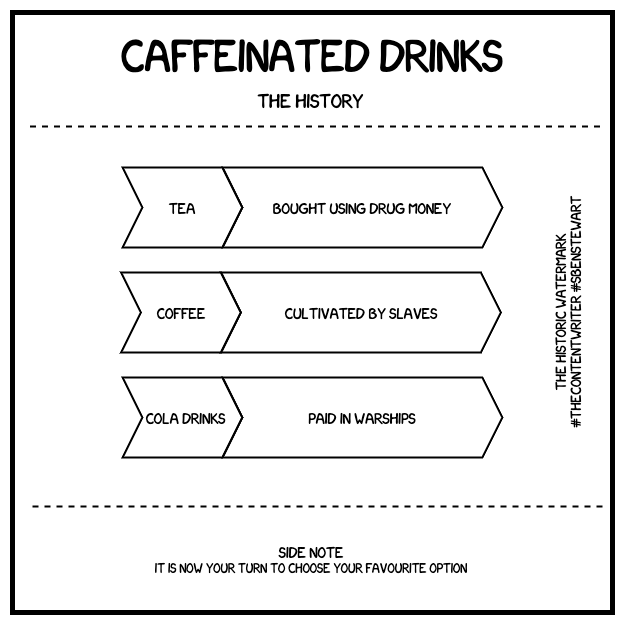 CAFFEINATED DRINKS
THE HISTORY
TEA
BOUGHT USING DRUG MONEY
COFFEE
CULTIVATED BY SLAVES
COLA DRINKS
PAID IN WARSHIPS
THE HISTORIC WATERMARK
#THECONTENTWRITER #SBENSTEWART
SIDE NOTE
IT IS NOW YOUR TURN TO CHOOSE YOUR FAVOURITE OPTION